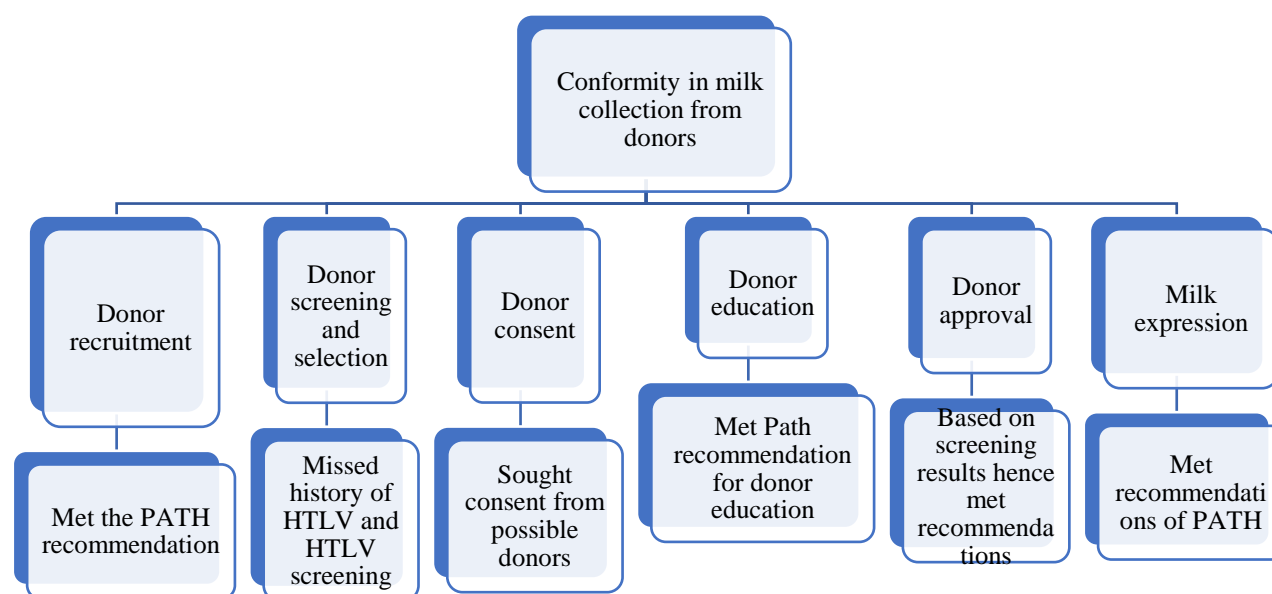 Conformity in milk
collection from
donors
Donor
recruitment
Donor
screening
and
selection
Donor
consent
Donor
education
Donor
approval
Milk
expression
Met the PATH
recommendation
Missed
history of
HTLV and
HTLV
screening
Sought
consent from
possible
donors
Met Path
recommendation
for donor
education
Based on
screening
results hence
met
recommenda
tions
Met
recommendati
ons of PATH